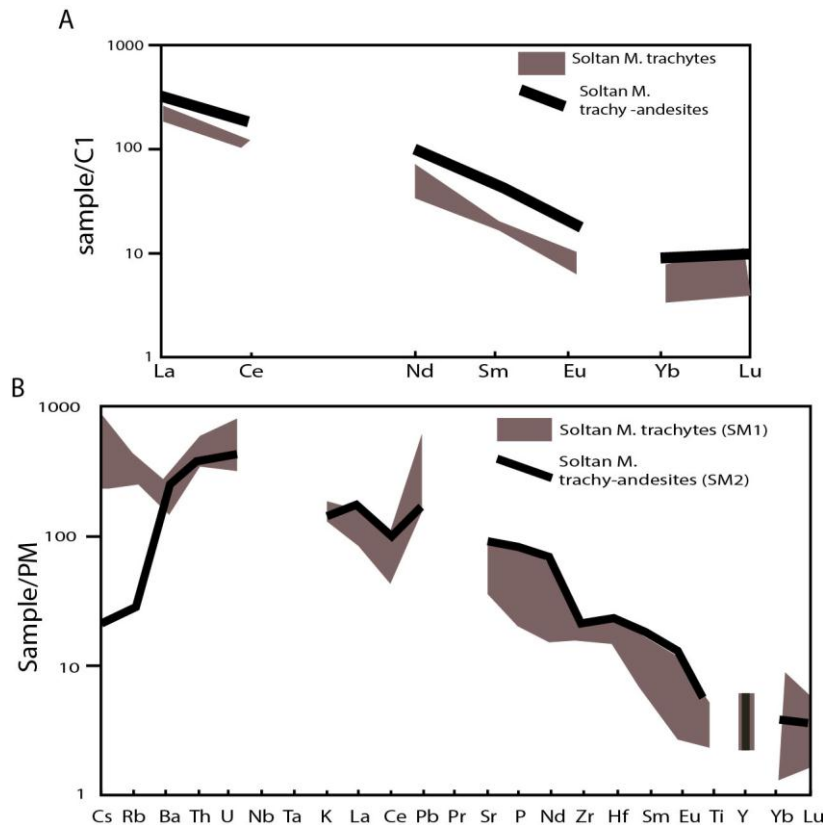 A
1000
100
10
1
sample/C1
Soltan M. trachytes
Soltan M.
trachy -andesites
La Ce Nd Sm Eu Yb Lu
B
1000
100
10
1
Sample/PM
Soltan M. trachytes (SM1)
Soltan M.
trachy-andesites (SM2)
Cs Rb Ba Th U Nb Ta K La Ce Pb Pr Sr P Nd Zr Hf Sm Eu Ti Y Yb Lu